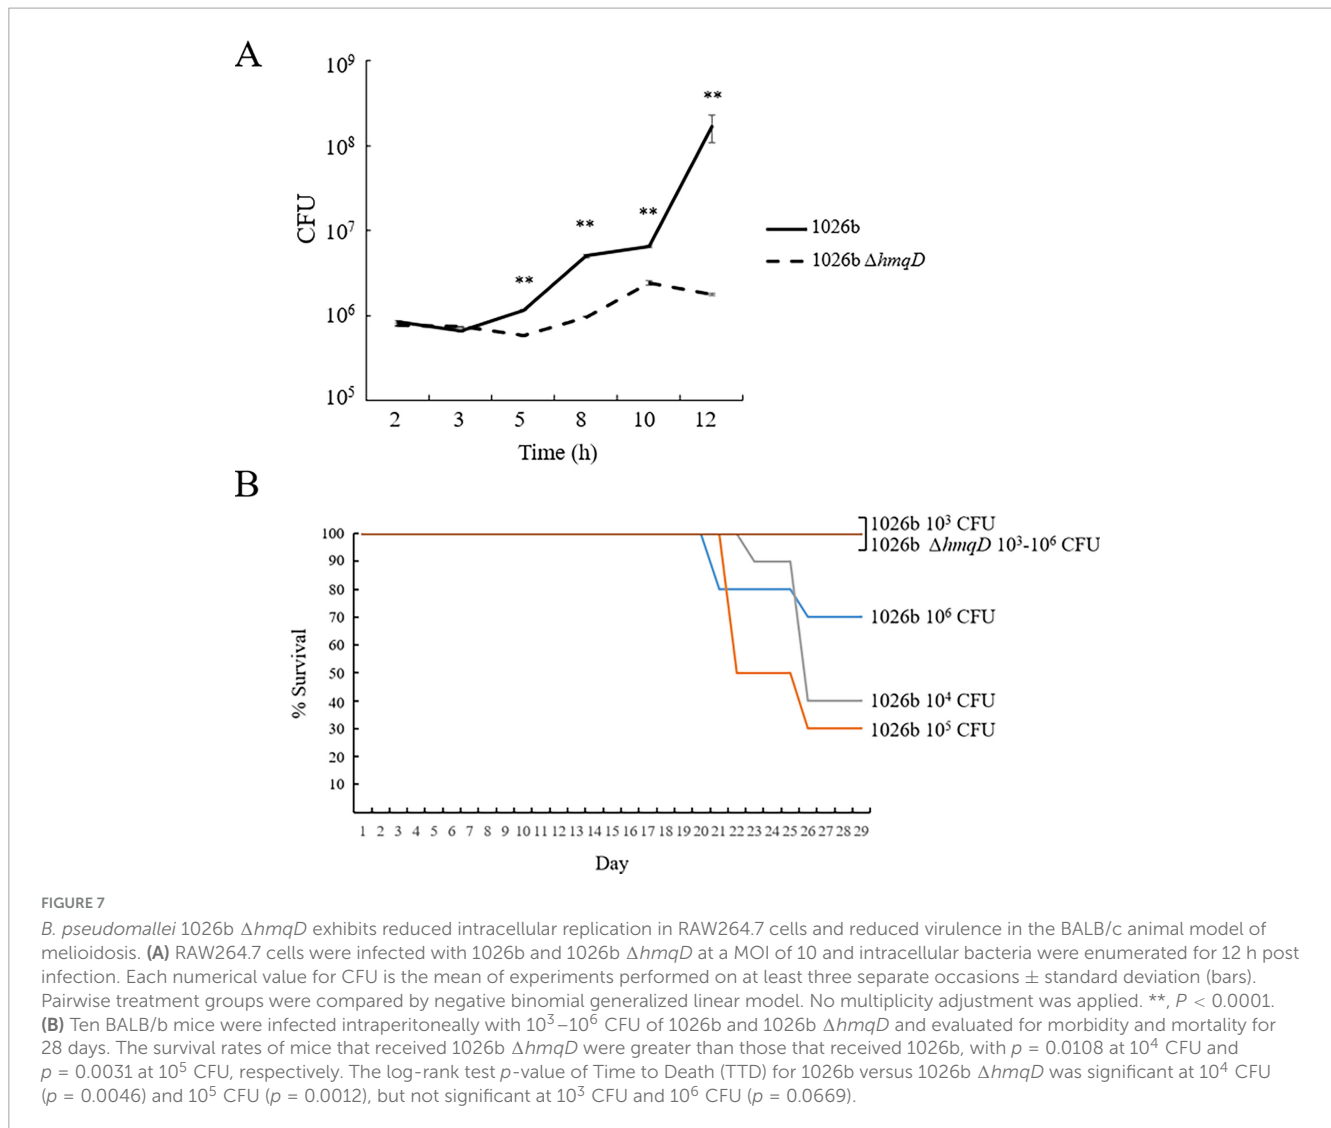 A
10⁹
10⁸
10⁷
10⁶
10⁵
CFU
**
**
**
**
1026b
1026b ΔhmqD
2 3 5 8 10 12
Time (h)
B
100
90
80
70
60
50
40
30
20
10
% Survival
1026b 10³ CFU
1026b ΔhmqD 10³-10⁶ CFU
1026b 10⁶ CFU
1026b 10⁴ CFU
1026b 10⁵ CFU
1 2 3 4 5 6 7 8 9 10 11 12 13 14 15 16 17 18 19 20 21 22 23 24 25 26 27 28 29
Day
FIGURE 7
B. pseudomallei 1026b ΔhmqD exhibits reduced intracellular replication in RAW264.7 cells and reduced virulence in the BALB/c animal model of
melioidosis. (A) RAW264.7 cells were infected with 1026b and 1026b ΔhmqD at a MOI of 10 and intracellular bacteria were enumerated for 12 h post
infection. Each numerical value for CFU is the mean of experiments performed on at least three separate occasions ± standard deviation (bars).
Pairwise treatment groups were compared by negative binomial generalized linear model. No multiplicity adjustment was applied. **, P < 0.0001.
(B) Ten BALB/b mice were infected intraperitoneally with 10³–10⁶ CFU of 1026b and 1026b ΔhmqD and evaluated for morbidity and mortality for
28 days. The survival rates of mice that received 1026b ΔhmqD were greater than those that received 1026b, with p = 0.0108 at 10⁴ CFU and
p = 0.0031 at 10⁵ CFU, respectively. The log-rank test p-value of Time to Death (TTD) for 1026b versus 1026b ΔhmqD was significant at 10⁴ CFU
(p = 0.0046) and 10⁵ CFU (p = 0.0012), but not significant at 10³ CFU and 10⁶ CFU (p = 0.0669).